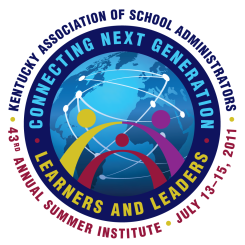 KENTUCKY ASSOCIATION OF SCHOOL ADMINISTRATORS
43RD ANNUAL SUMMER INSTITUTE • JULY 13–15, 2011
CONNECTING NEXT GENERATION
LEARNERS AND LEADERS